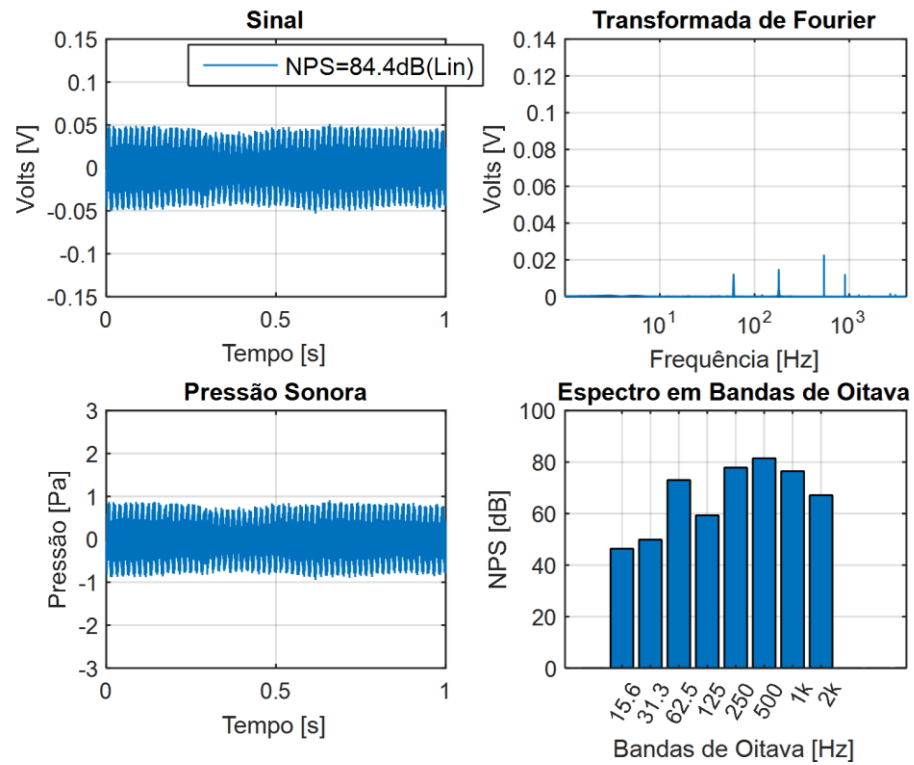 Sinal
0.15
0.1
0.05
0
-0.05
-0.1
-0.15
Volts [V]
NPS=84.4dB(Lin)
0
0.5
1
Tempo [s]
Transformada de Fourier
0.14
0.12
0.1
0.08
0.06
0.04
0.02
0
Volts [V]
10¹
10²
10³
Frequência [Hz]
Pressão Sonora
3
2
1
0
-1
-2
-3
Pressão [Pa]
0
0.5
1
Tempo [s]
Espectro em Bandas de Oitava
100
80
60
40
20
0
NPS [dB]
15.6
31.3
62.5
125
250
500
1k
2k
Bandas de Oitava [Hz]